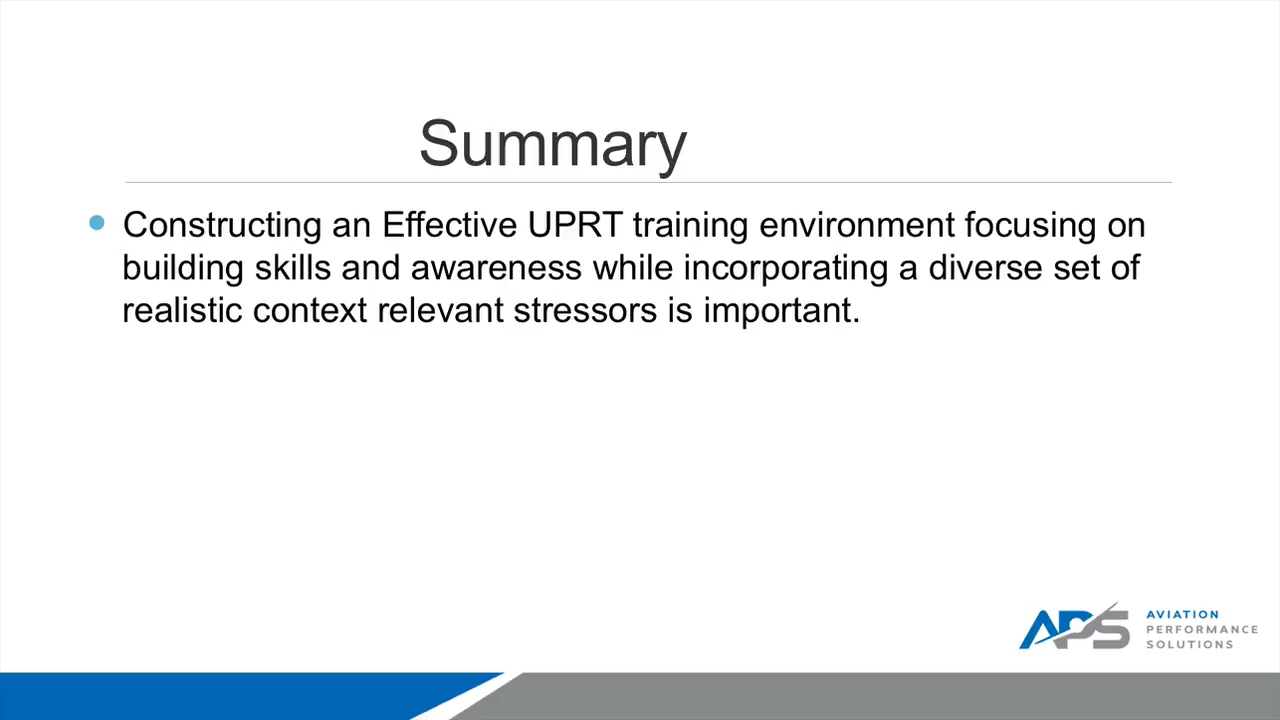 Summary
Constructing an Effective UPRT training environment focusing on
building skills and awareness while incorporating a diverse set of
realistic context relevant stressors is important.
APS
AVIATION
PERFORMANCE
SOLUTIONS